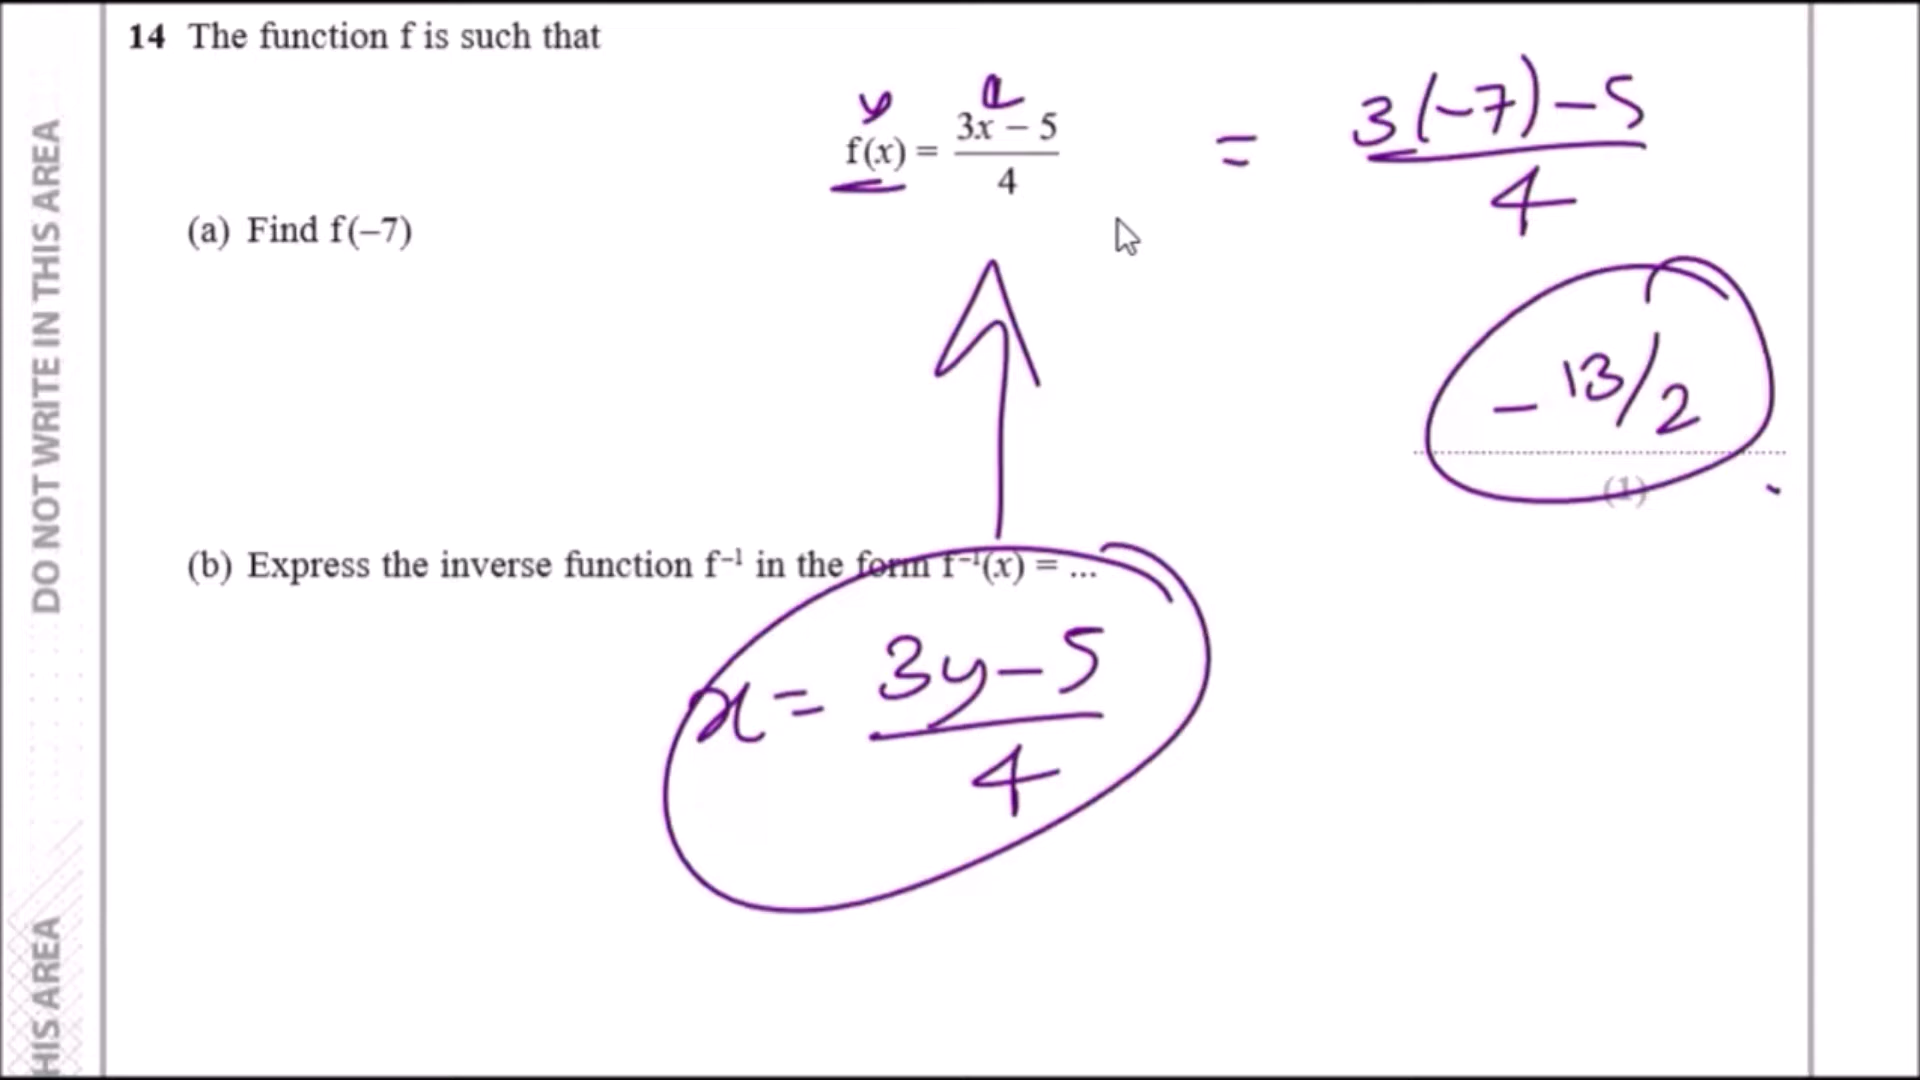 14 The function f is such that
y
f(x) = (3x – 5)/4
= (3(-7)-5)/4
(a) Find f(–7)
-13/2
(1)
(b) Express the inverse function f⁻¹ in the form f⁻¹(x) = ...
x = (3y-5)/4
DO NOT WRITE IN THIS AREA
HIS AREA